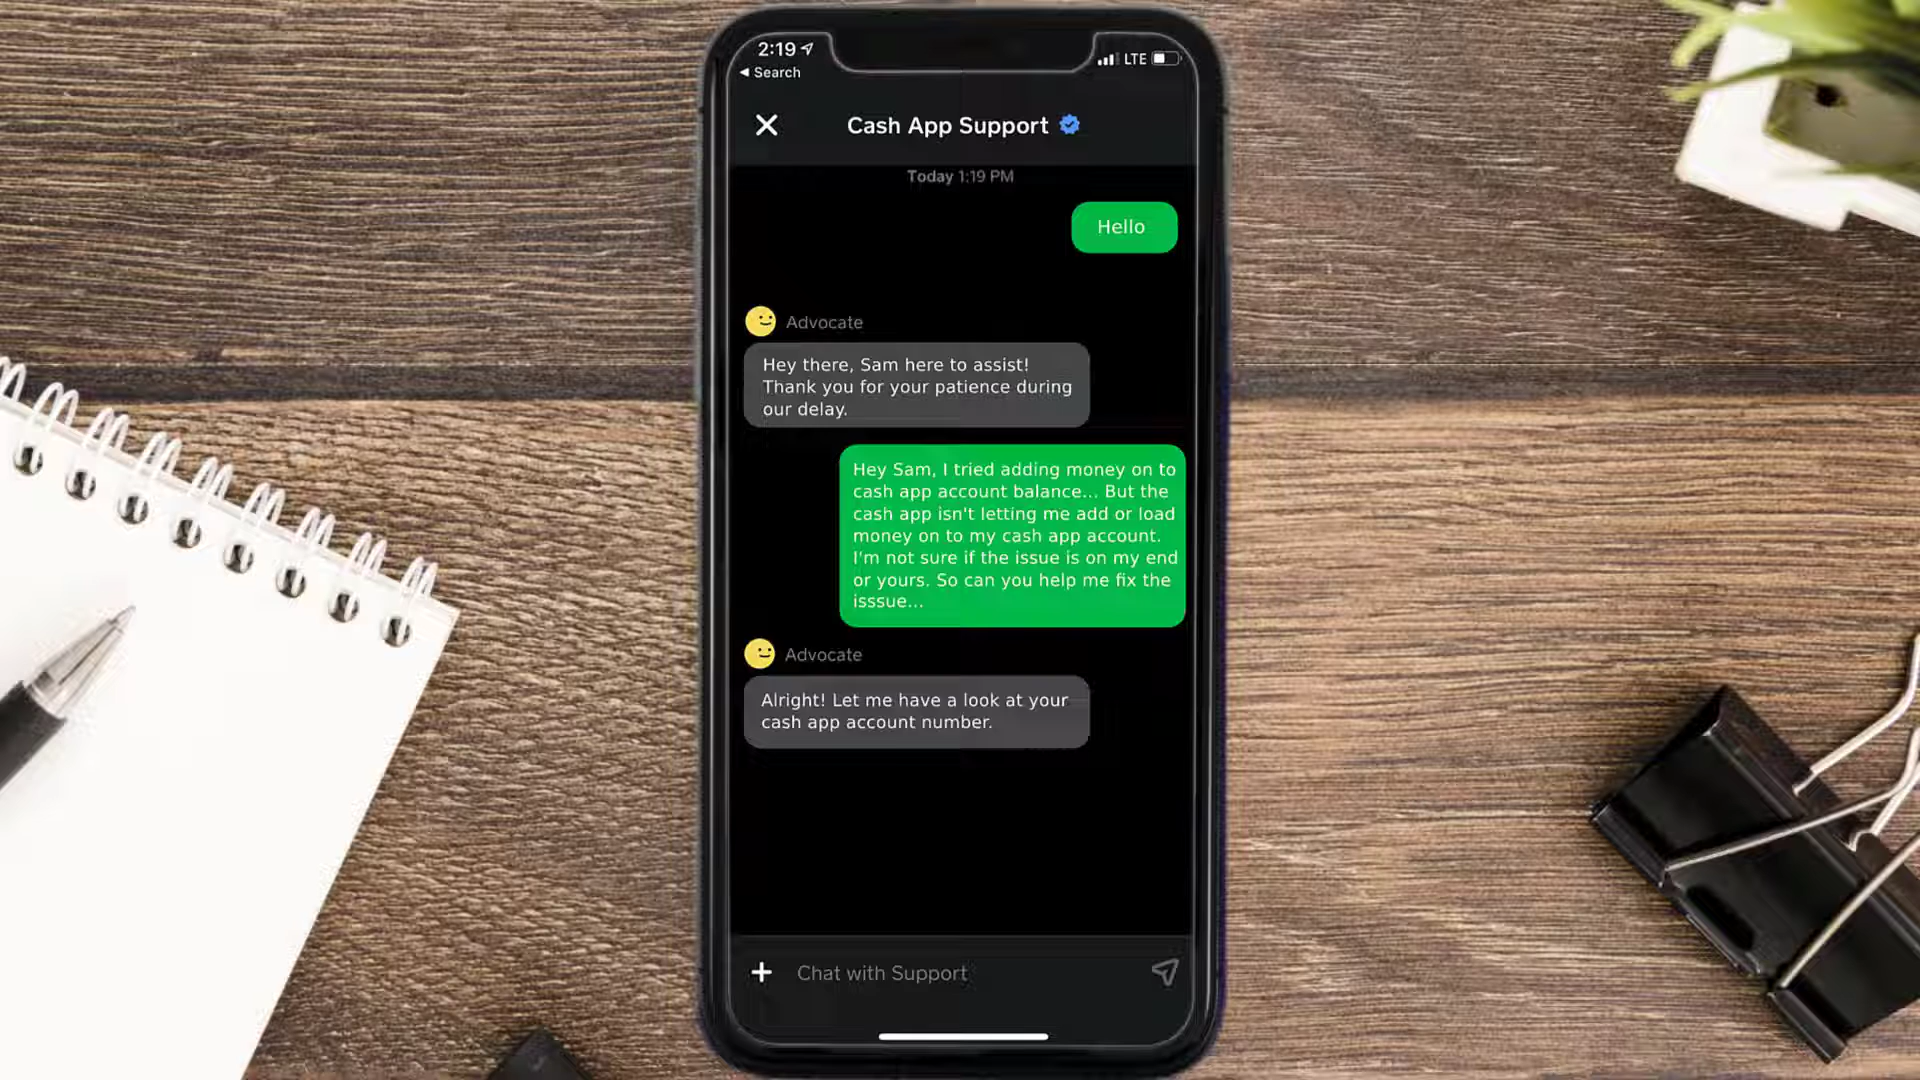 2:19
LTE
Search
Cash App Support
Today 1:19 PM
Hello
Advocate
Hey there, Sam here to assist!
Thank you for your patience during
our delay.
Hey Sam, I tried adding money on to
cash app account balance... But the
cash app isn't letting me add or load
money on to my cash app account.
I'm not sure if the issue is on my end
or yours. So can you help me fix the
isssue...
Advocate
Alright! Let me have a look at your
cash app account number.
Chat with Support